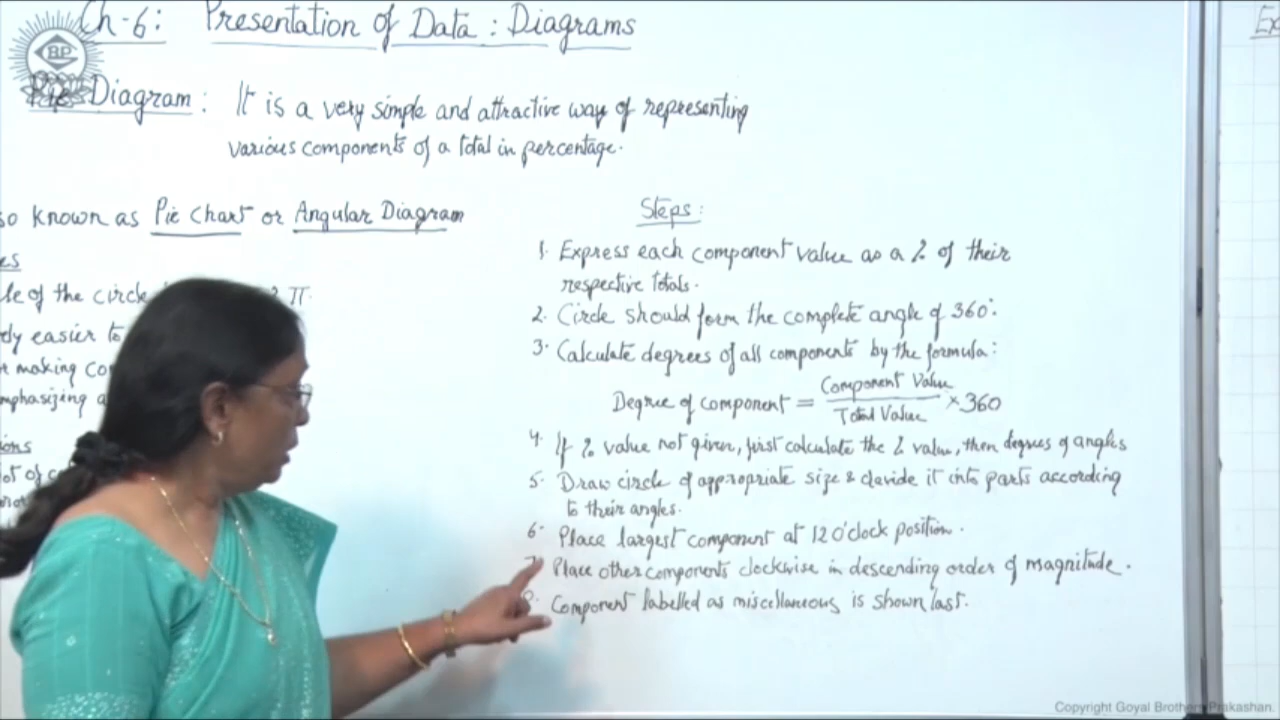 Ch-6: Presentation of Data : Diagrams
BP
Pie Diagram : It is a very simple and attractive way of representing
various components of a total in percentage.
so known as Pie Chart or Angular Diagram
es
le of the circle π.
easier to
making
mphasizing
ions
Steps:
1. Express each component value as a % of their
respective totals.
2. Circle should form the complete angle of 360°.
3. Calculate degrees of all components by the formula:
Degree of component = Component Value / Total Value × 360
4. If % value not given, first calculate the % value, then degrees of angles
5. Draw circle of appropriate size & devide it into parts according
to their angles.
6. Place largest component at 12 O'clock position.
7. Place other components clockwise in descending order of magnitude.
8. Component labelled as miscellaneous is shown last.
Ex
Copyright Goyal Brothers Prakashan.